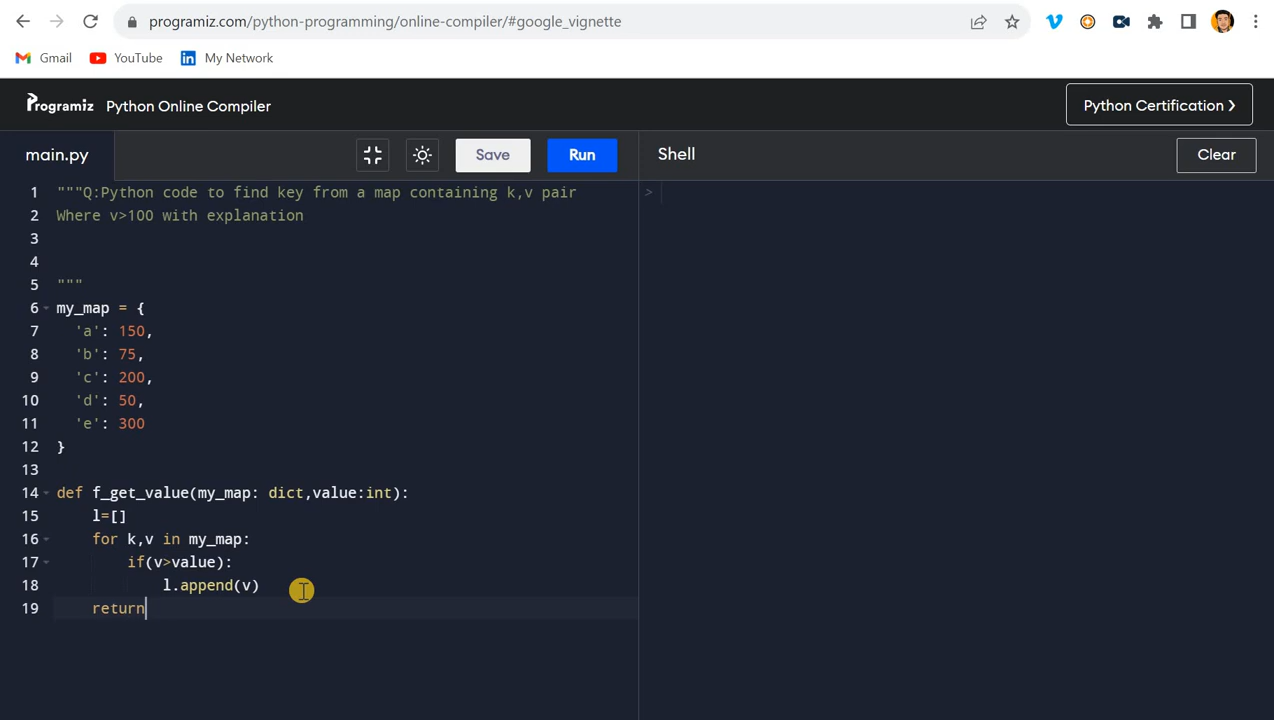 programiz.com/python-programming/online-compiler/#google_vignette
Gmail YouTube My Network
Programiz Python Online Compiler Python Certification >
main.py Save Run Shell Clear
1 """Q:Python code to find key from a map containing k,v pair
2 Where v>100 with explanation
3
4
5 """
6 my_map = {
7 'a': 150,
8 'b': 75,
9 'c': 200,
10 'd': 50,
11 'e': 300
12 }
13
14 def f_get_value(my_map: dict,value:int):
15 l=[]
16 for k,v in my_map:
17 if(v>value):
18 l.append(v)
19 return
>